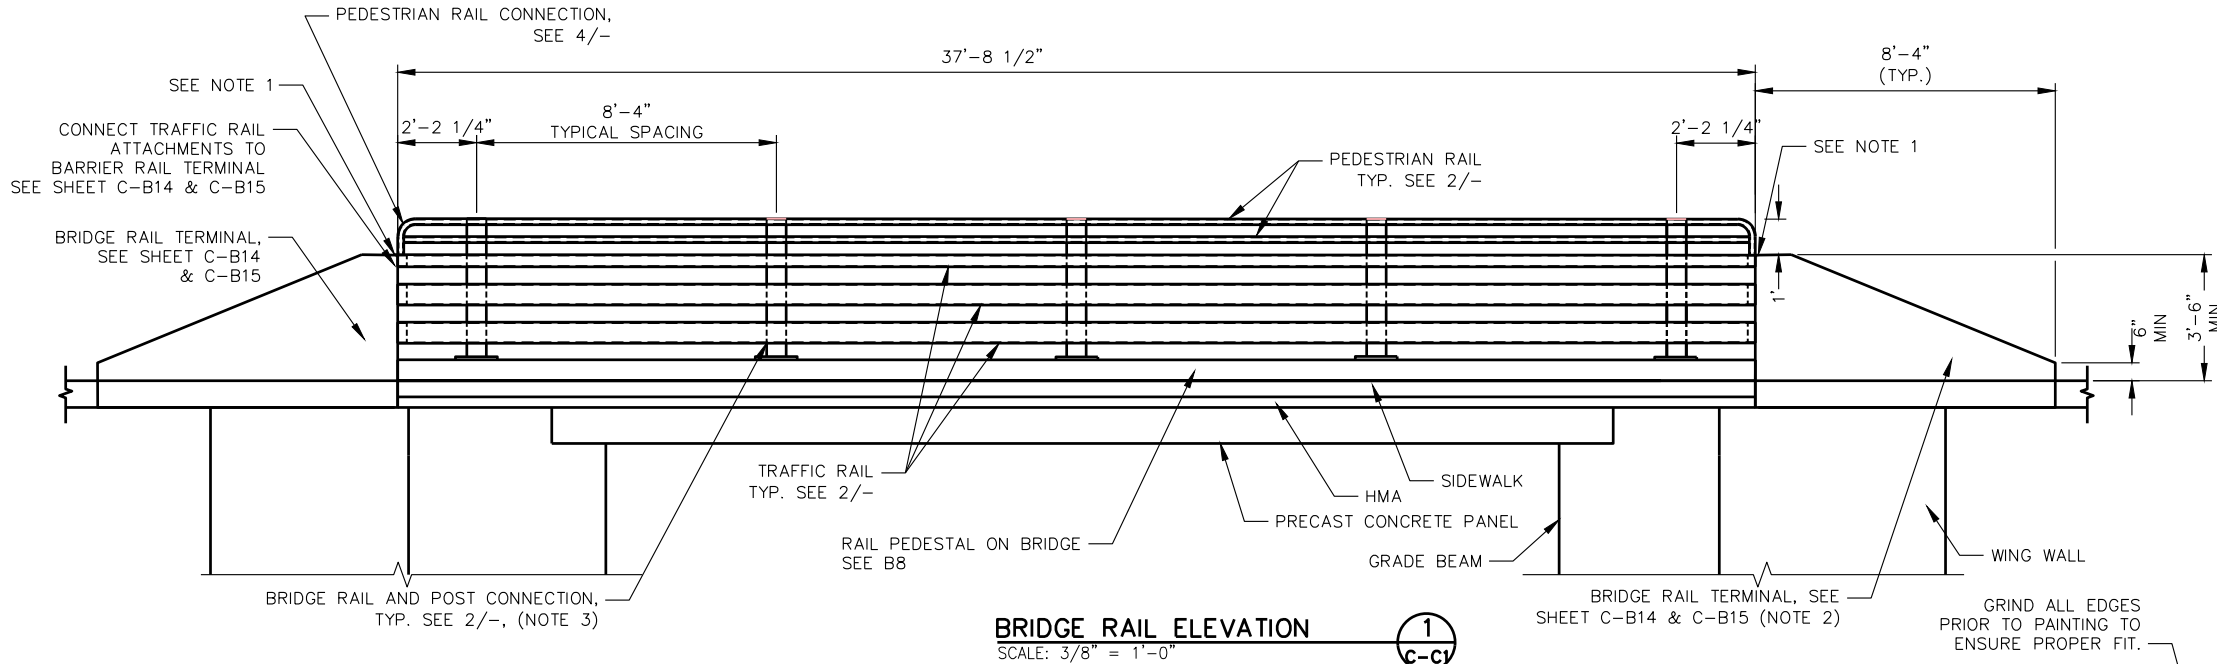 PEDESTRIAN RAIL CONNECTION,
SEE 4/-
37'-8 1/2"
8'-4"
(TYP.)
SEE NOTE 1
CONNECT TRAFFIC RAIL
ATTACHMENTS TO
BARRIER RAIL TERMINAL
SEE SHEET C-B14 & C-B15
2'-2 1/4"
8'-4"
TYPICAL SPACING
2'-2 1/4"
SEE NOTE 1
PEDESTRIAN RAIL
TYP. SEE 2/-
BRIDGE RAIL TERMINAL,
SEE SHEET C-B14
& C-B15
1'
6"
MIN
3'-6"
MIN
TRAFFIC RAIL
TYP. SEE 2/-
SIDEWALK
HMA
PRECAST CONCRETE PANEL
RAIL PEDESTAL ON BRIDGE
SEE B8
GRADE BEAM
WING WALL
BRIDGE RAIL AND POST CONNECTION,
TYP. SEE 2/-, (NOTE 3)
BRIDGE RAIL TERMINAL, SEE
SHEET C-B14 & C-B15 (NOTE 2)
GRIND ALL EDGES
PRIOR TO PAINTING TO
ENSURE PROPER FIT.
BRIDGE RAIL ELEVATION
SCALE: 3/8" = 1'-0"
1
C-C1